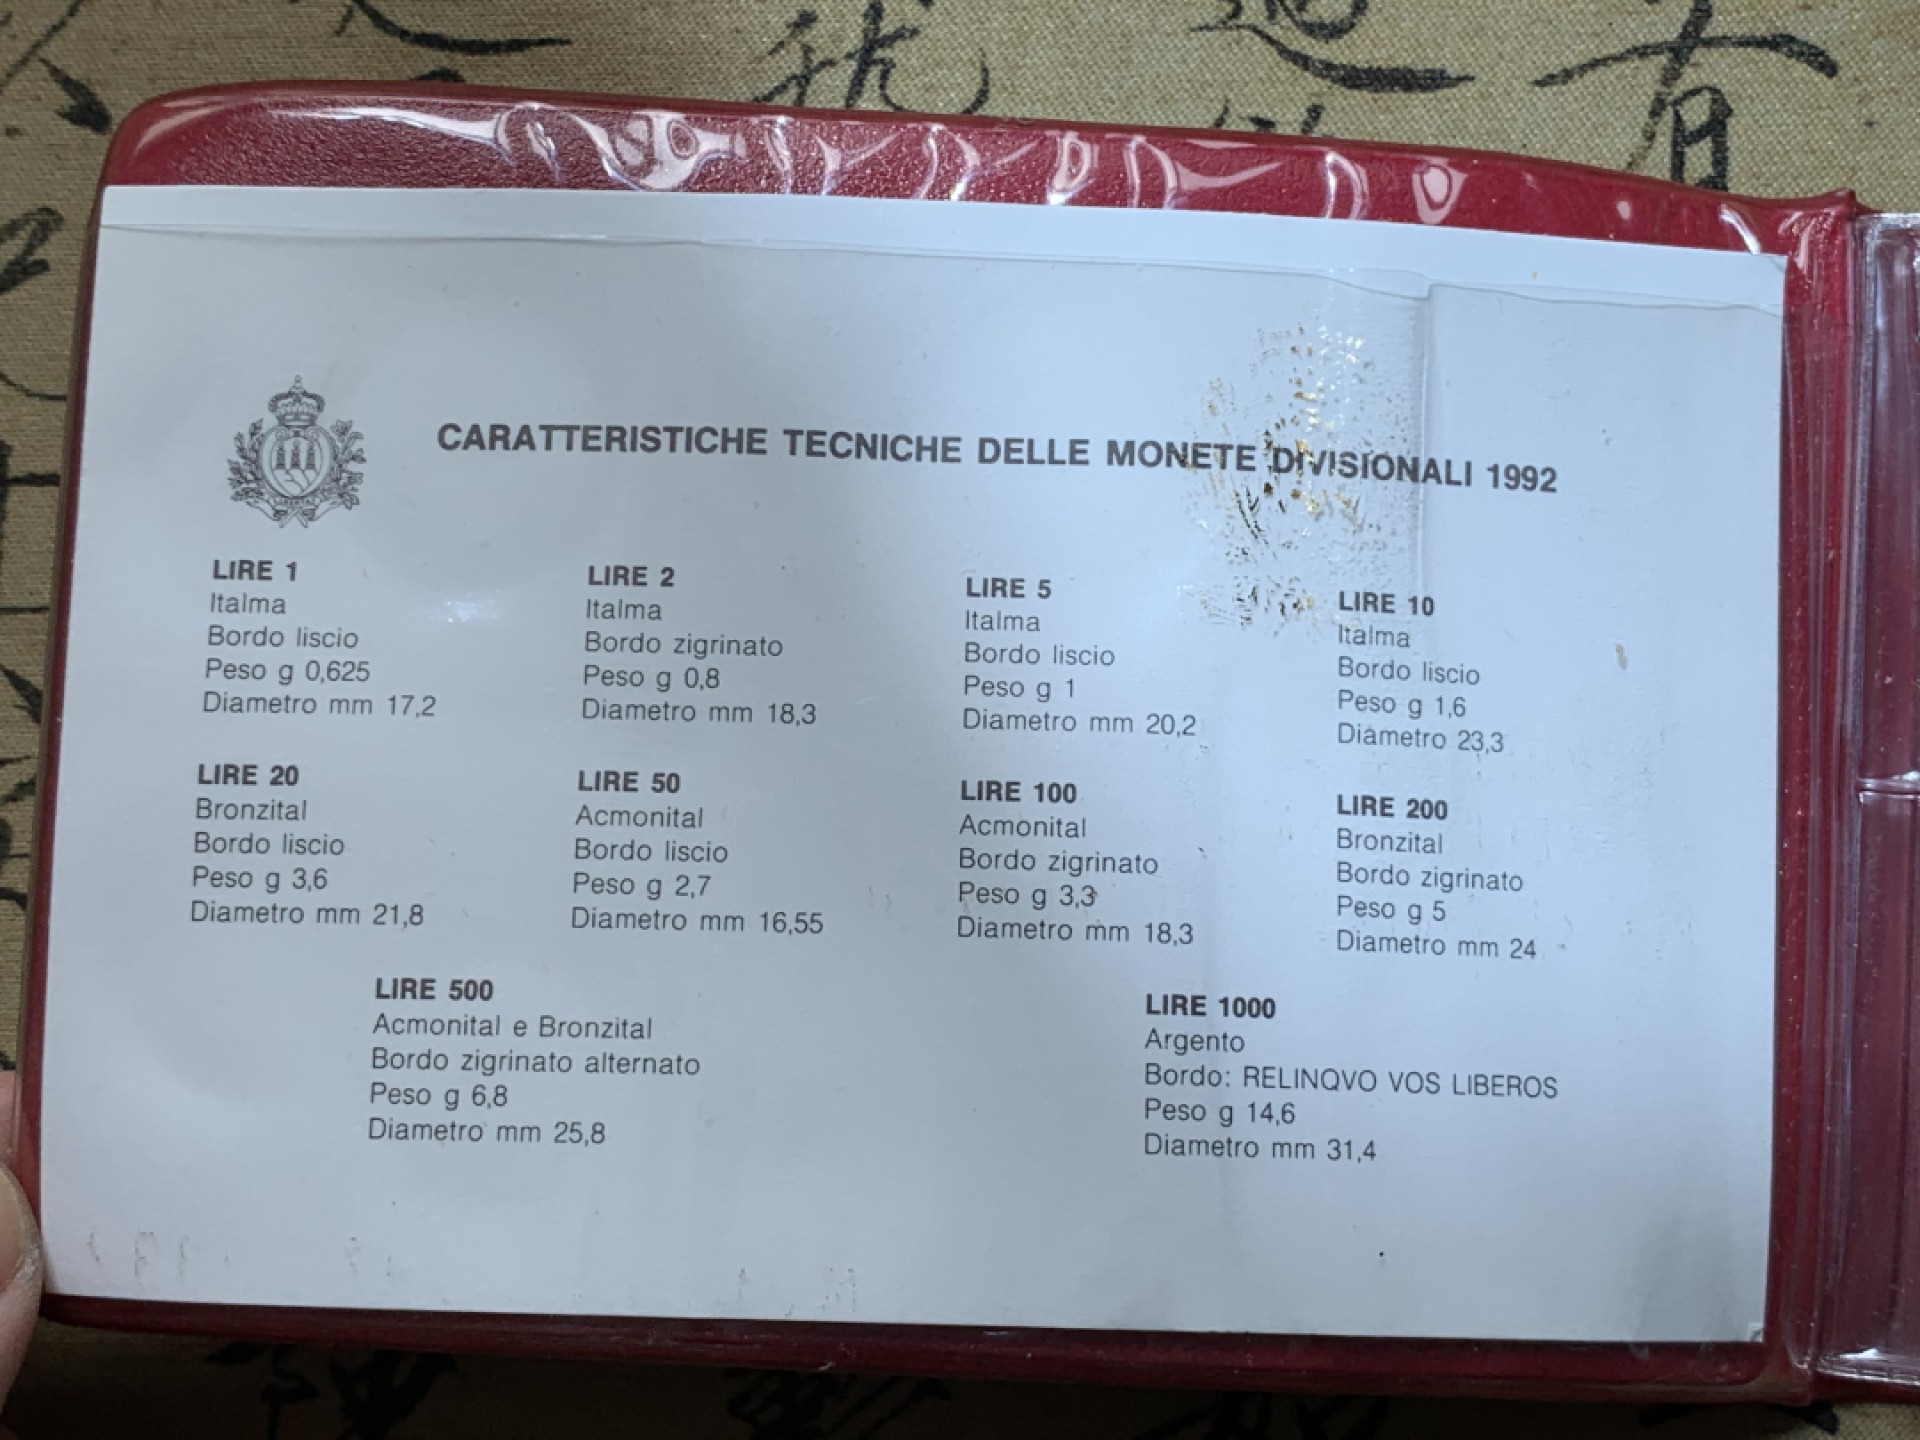 CARATTERISTICHE TECNICHE DELLE MONETE DIVISIONALI 1992
LIBERTAS
LIRE 1
Italma
Bordo liscio
Peso g 0,625
Diametro mm 17,2
LIRE 2
Italma
Bordo zigrinato
Peso g 0,8
Diametro mm 18,3
LIRE 5
Italma
Bordo liscio
Peso g 1
Diametro mm 20,2
LIRE 10
Italma
Bordo liscio
Peso g 1,6
Diametro 23,3
LIRE 20
Bronzital
Bordo liscio
Peso g 3,6
Diametro mm 21,8
LIRE 50
Acmonital
Bordo liscio
Peso g 2,7
Diametro mm 16,55
LIRE 100
Acmonital
Bordo zigrinato
Peso g 3,3
Diametro mm 18,3
LIRE 200
Bronzital
Bordo zigrinato
Peso g 5
Diametro mm 24
LIRE 500
Acmonital e Bronzital
Bordo zigrinato alternato
Peso g 6,8
Diametro mm 25,8
LIRE 1000
Argento
Bordo: RELINQVO VOS LIBEROS
Peso g 14,6
Diametro mm 31,4